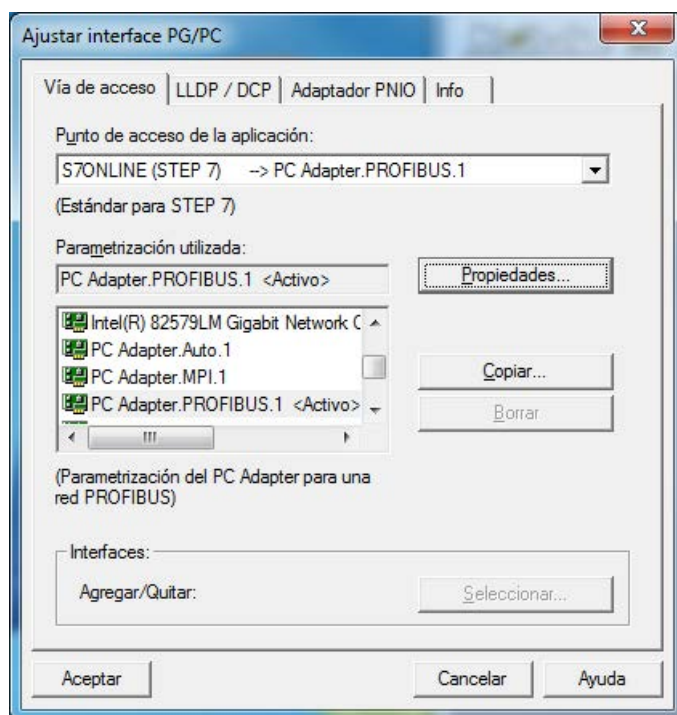 Ajustar interface PG/PC
Vía de acceso LLDP / DCP Adaptador PNIO Info
Punto de acceso de la aplicación:
S7ONLINE (STEP 7) --> PC Adapter.PROFIBUS.1
(Estándar para STEP 7)
Parametrización utilizada:
PC Adapter.PROFIBUS.1 <Activo>
Propiedades...
Intel(R) 82579LM Gigabit Network C
PC Adapter.Auto.1
PC Adapter.MPI.1
PC Adapter.PROFIBUS.1 <Activo>
Copiar...
Borrar
(Parametrización del PC Adapter para una
red PROFIBUS)
Interfaces:
Agregar/Quitar:
Seleccionar...
Aceptar
Cancelar
Ayuda